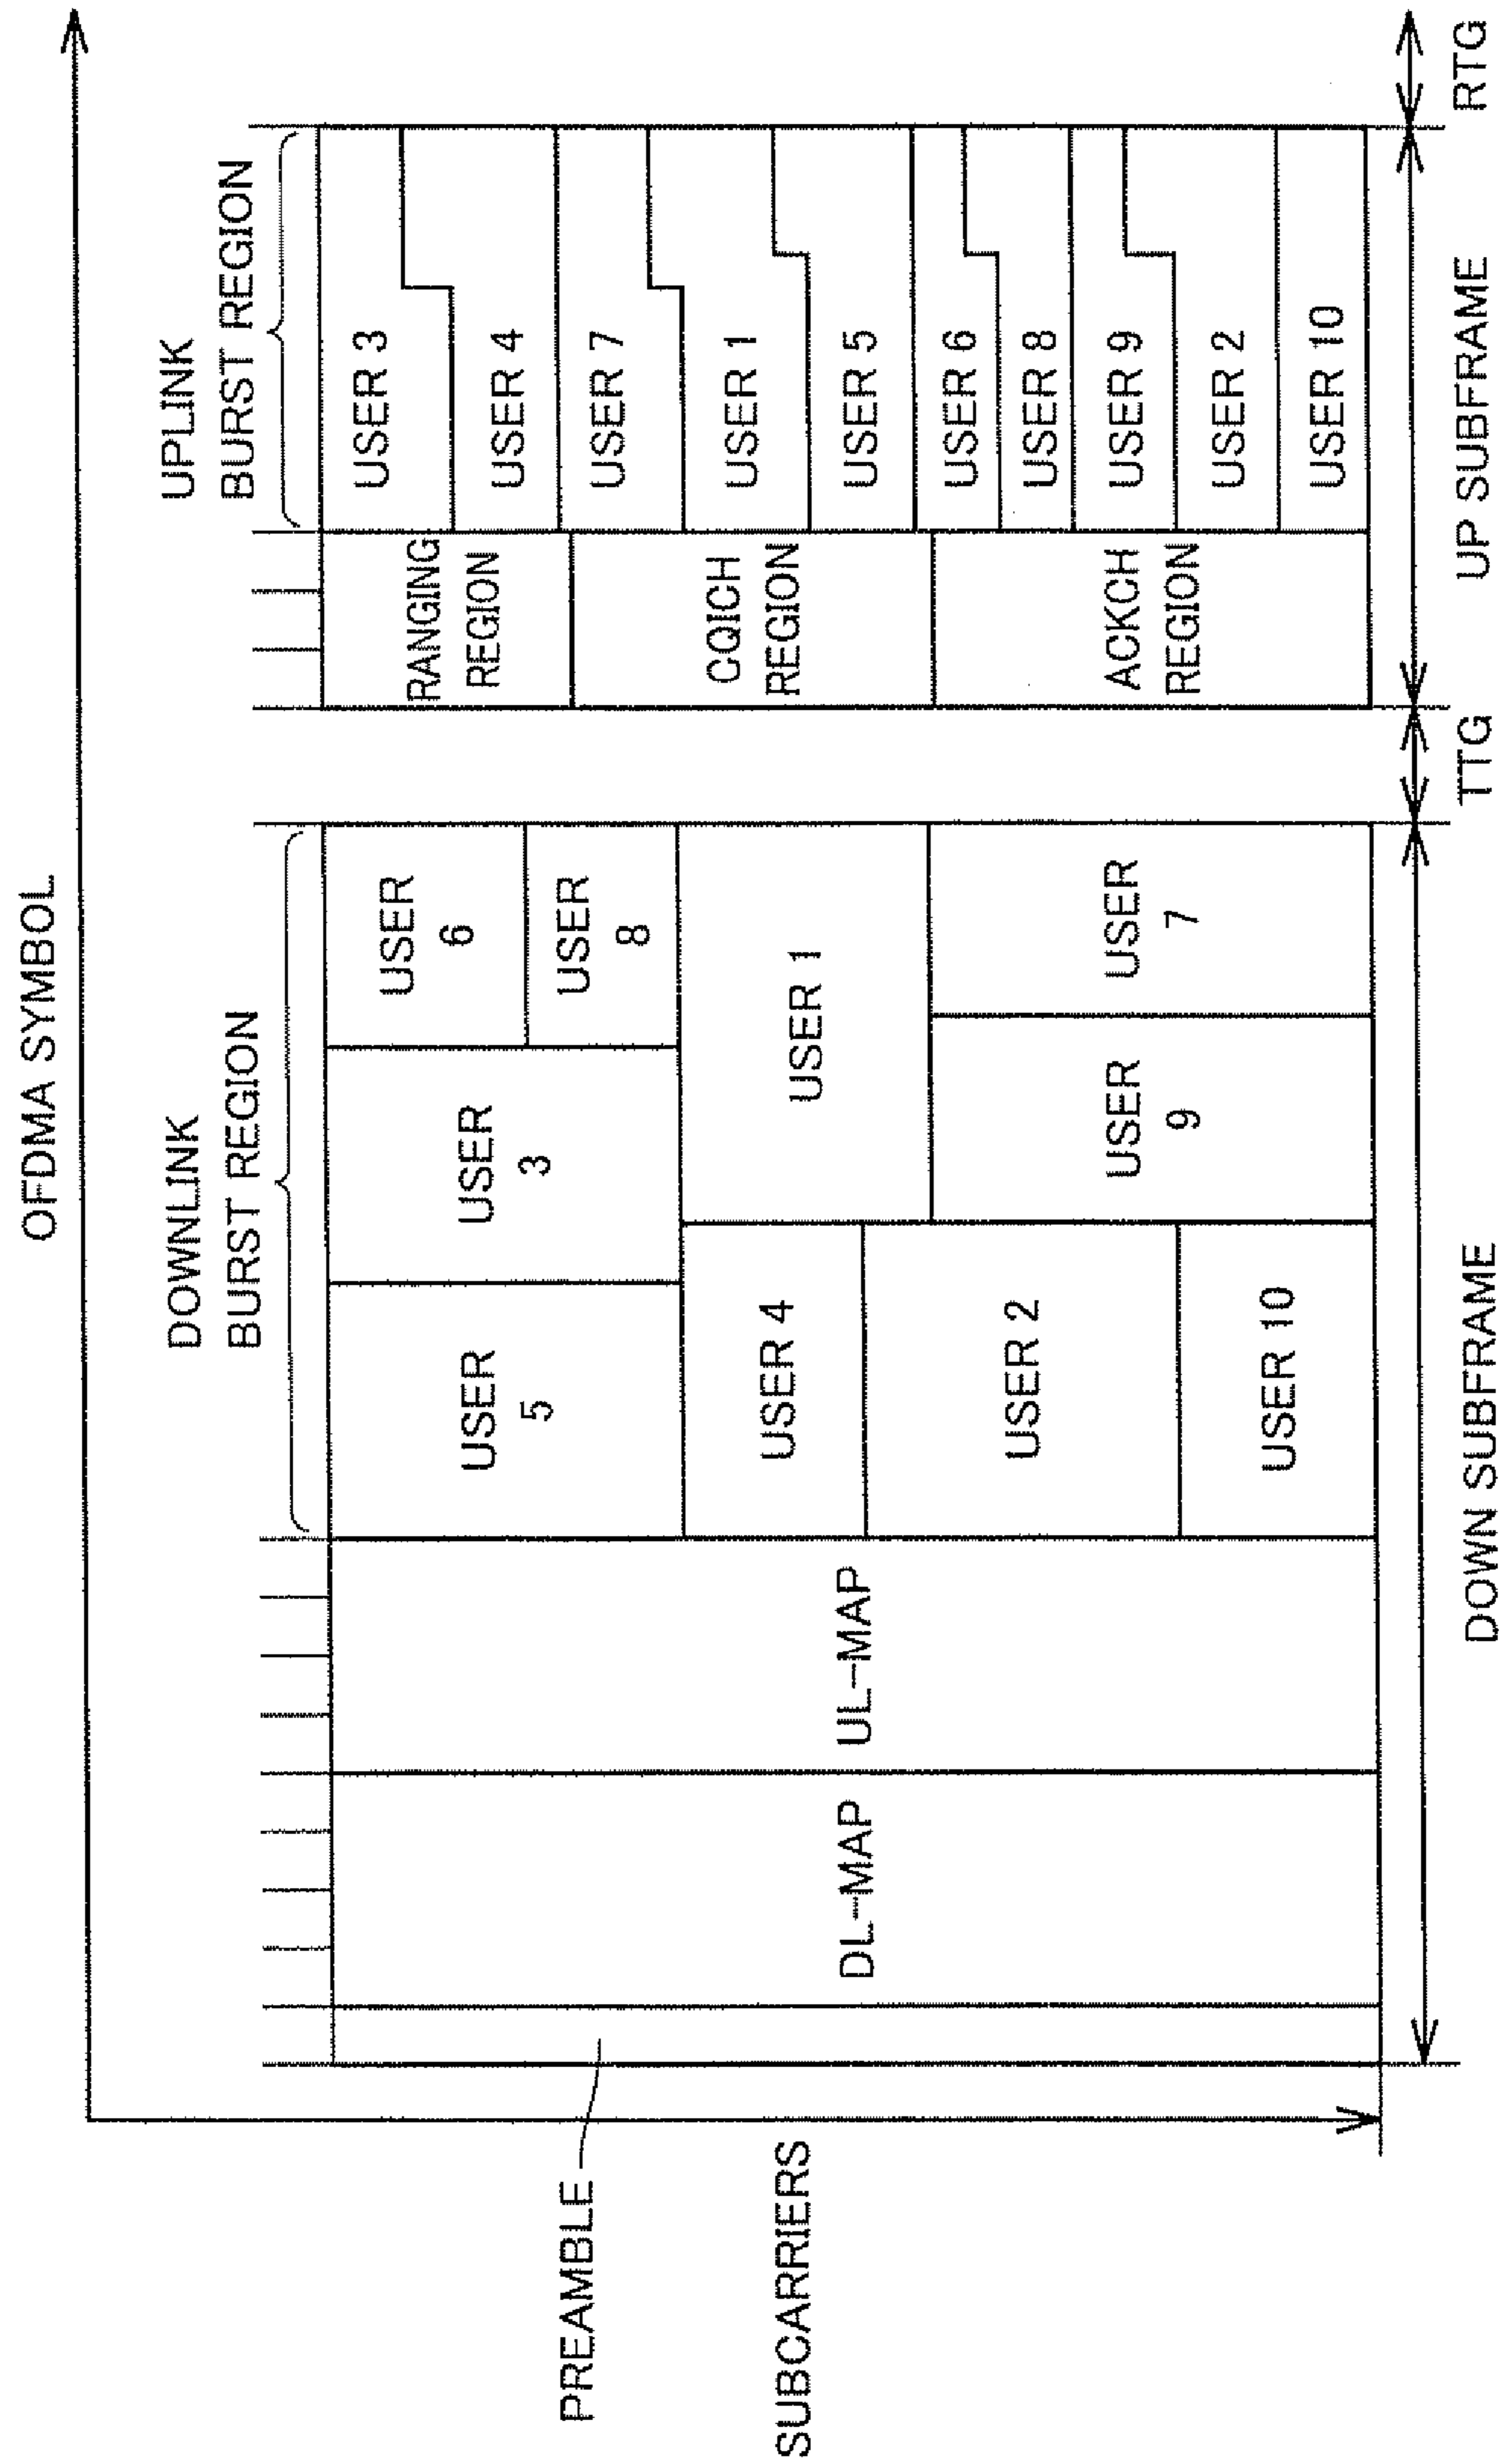 OFDMA SYMBOL
DOWNLINK
BURST REGION
UPLINK
BURST REGION
PREAMBLE
SUBCARRIERS
DL-MAP
UL-MAP
USER
5
USER
3
USER
6
USER
8
USER 4
USER 1
USER 2
USER
9
USER
7
USER 10
RANGING
REGION
CQICH
REGION
ACKCH
REGION
USER 3
USER 4
USER 7
USER 1
USER 5
USER 6
USER 8
USER 9
USER 2
USER 10
DOWN SUBFRAME
TTG
UP SUBFRAME
RTG